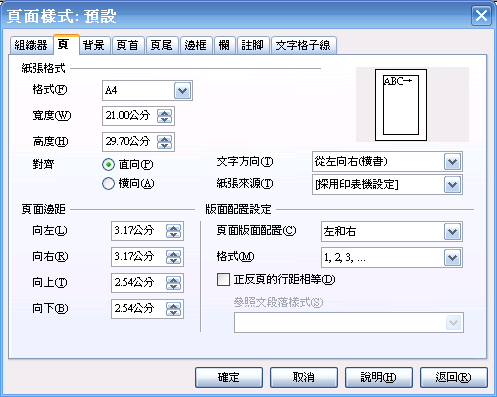 頁面樣式: 預設
組織器 頁 背景 頁首 頁尾 邊框 欄 註腳 文字格子線
紙張格式
格式(F) A4
寬度(W) 21.00公分
高度(H) 29.70公分
對齊 直向(P)
橫向(A)
ABC→
文字方向(T) 從左向右(橫書)
紙張來源(T) [採用印表機設定]
頁面邊距
向左(L) 3.17公分
向右(R) 3.17公分
向上(T) 2.54公分
向下(B) 2.54公分
版面配置設定
頁面版面配置(C) 左和右
格式(M) 1, 2, 3, ...
正反頁的行距相等(D)
參照文段落樣式(S)
確定 取消 說明(H) 返回(R)